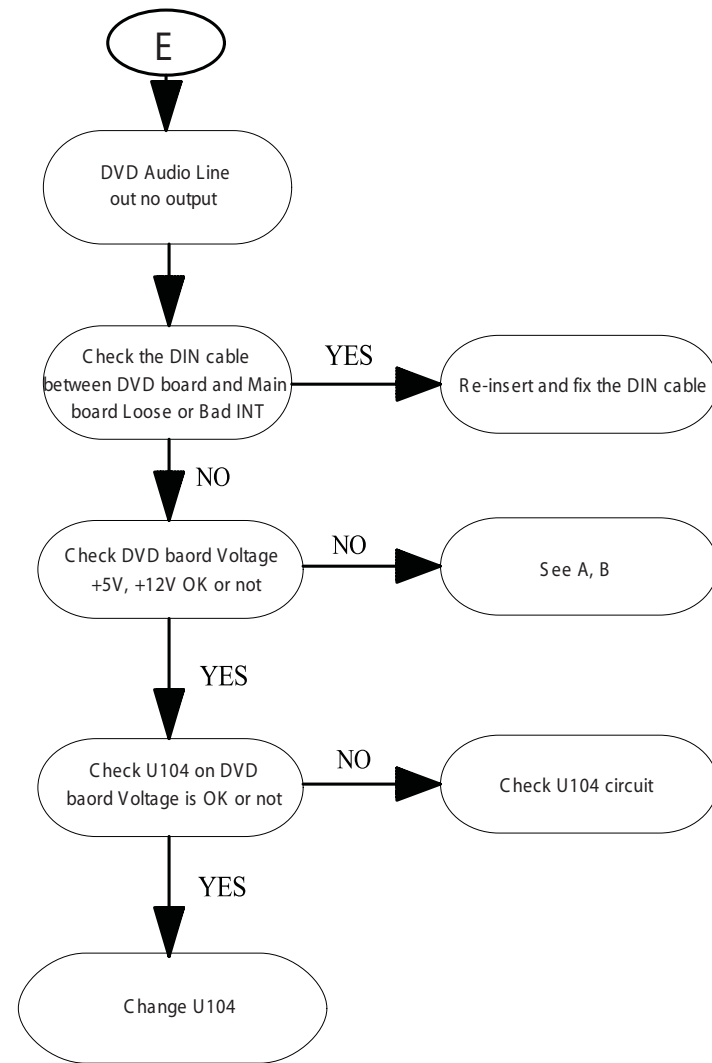 E
DVD Audio Line
out no output
Check the DIN cable
between DVD board and Main
board Loose or Bad INT
YES
Re-insert and fix the DIN cable
NO
Check DVD baord Voltage
+5V, +12V OK or not
NO
See A, B
YES
Check U104 on DVD
baord Voltage is OK or not
NO
Check U104 circuit
YES
Change U104